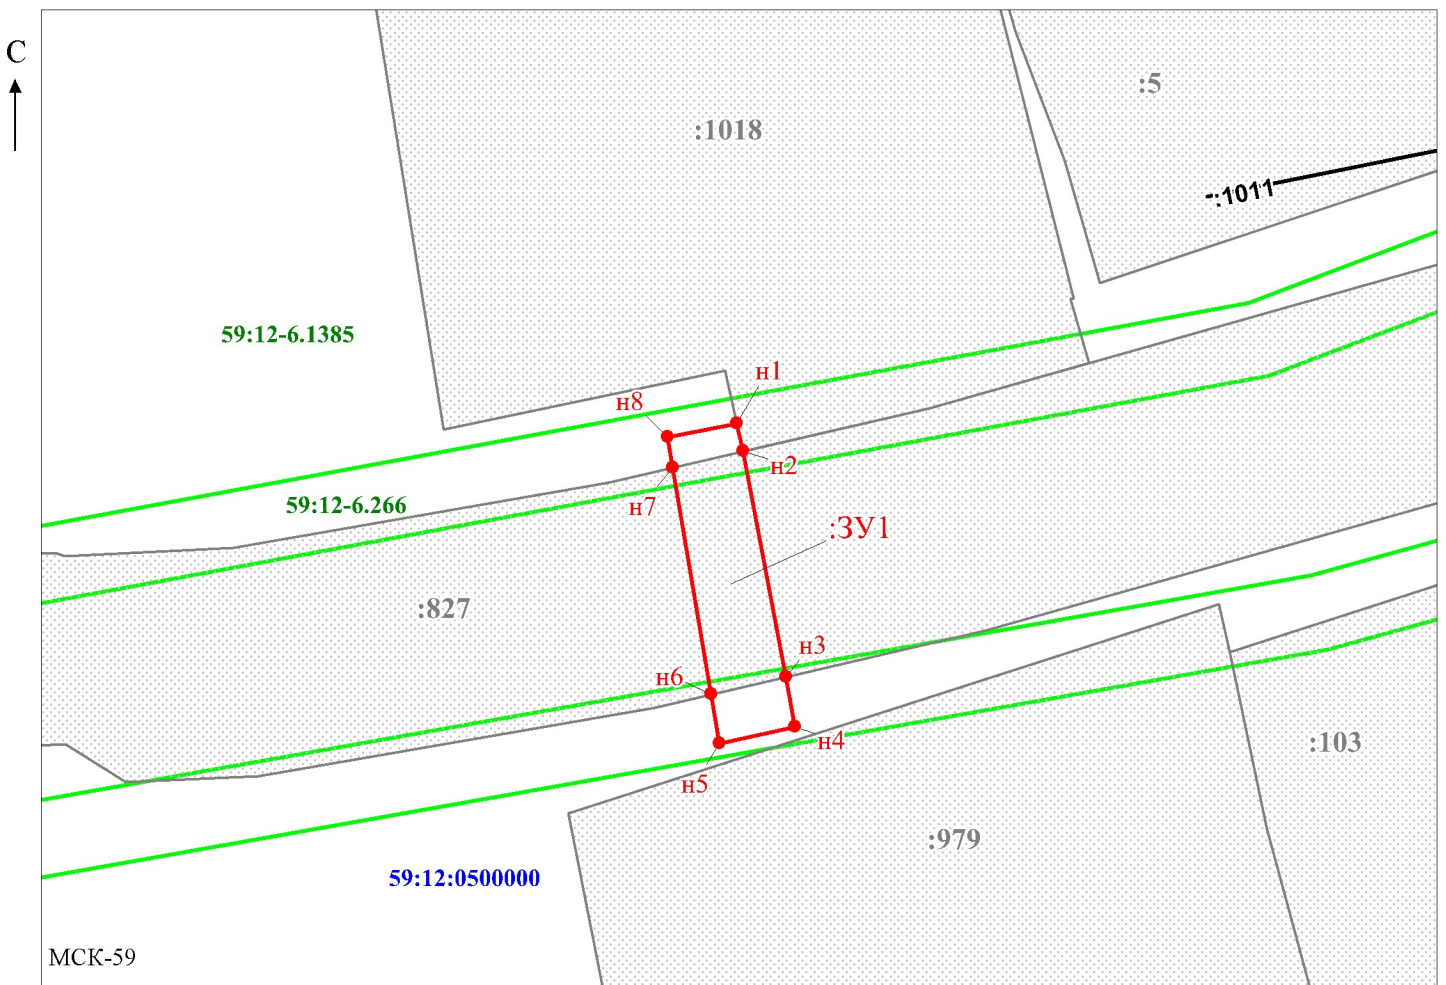 С
:5
:1018
:1011
59:12-6.1385
н1
н8
н2
59:12-6.266
н7
:ЗУ1
:827
н3
н6
н4
:103
н5
:979
59:12:0500000
МСК-59